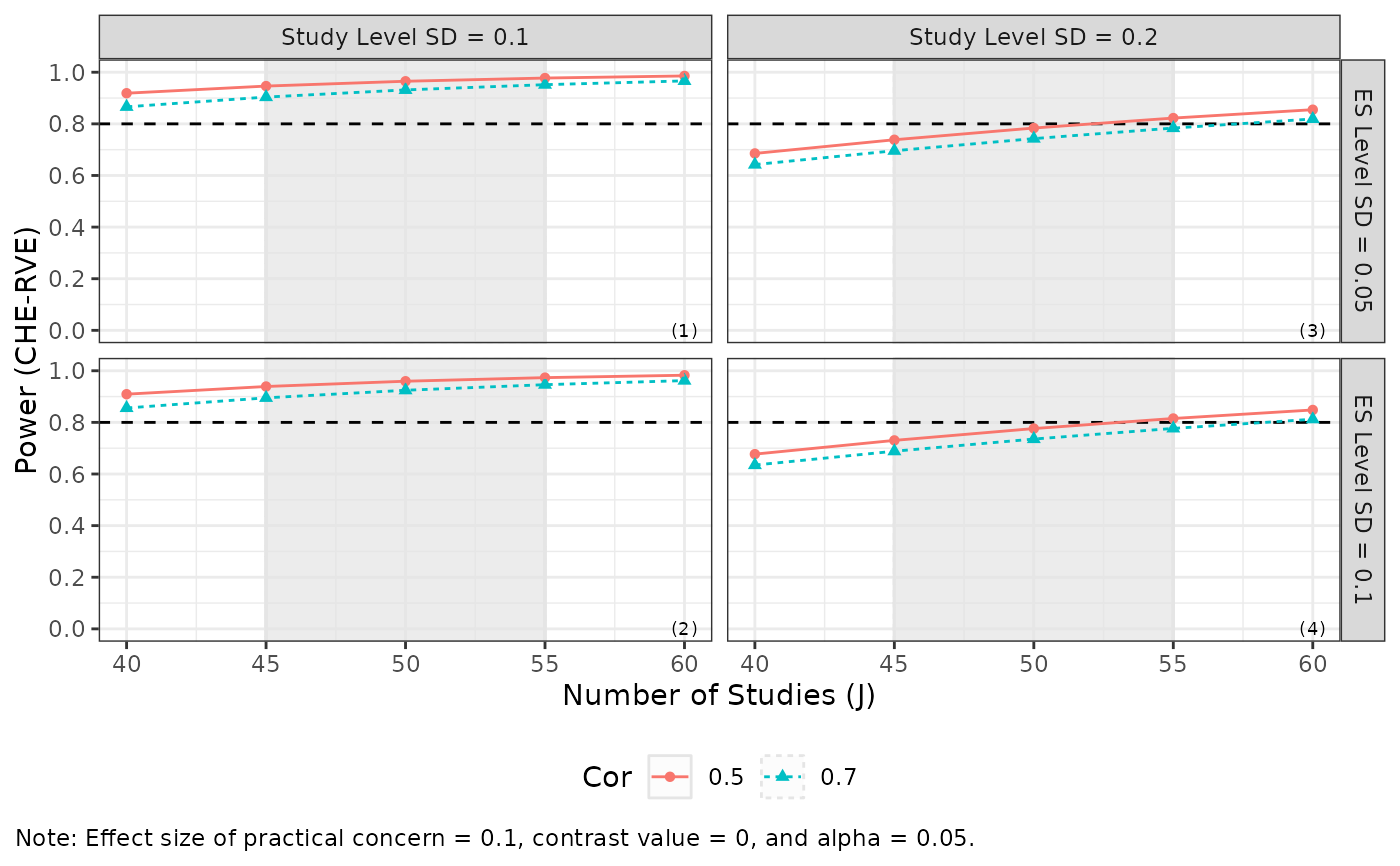 Study Level SD = 0.1
Study Level SD = 0.2
Power (CHE-RVE)
1.0
0.8
0.6
0.4
0.2
0.0
(1)
(3)
ES Level SD = 0.05
1.0
0.8
0.6
0.4
0.2
0.0
(2)
(4)
ES Level SD = 0.1
40 45 50 55 60
40 45 50 55 60
Number of Studies (J)
Cor 0.5 0.7
Note: Effect size of practical concern = 0.1, contrast value = 0, and alpha = 0.05.